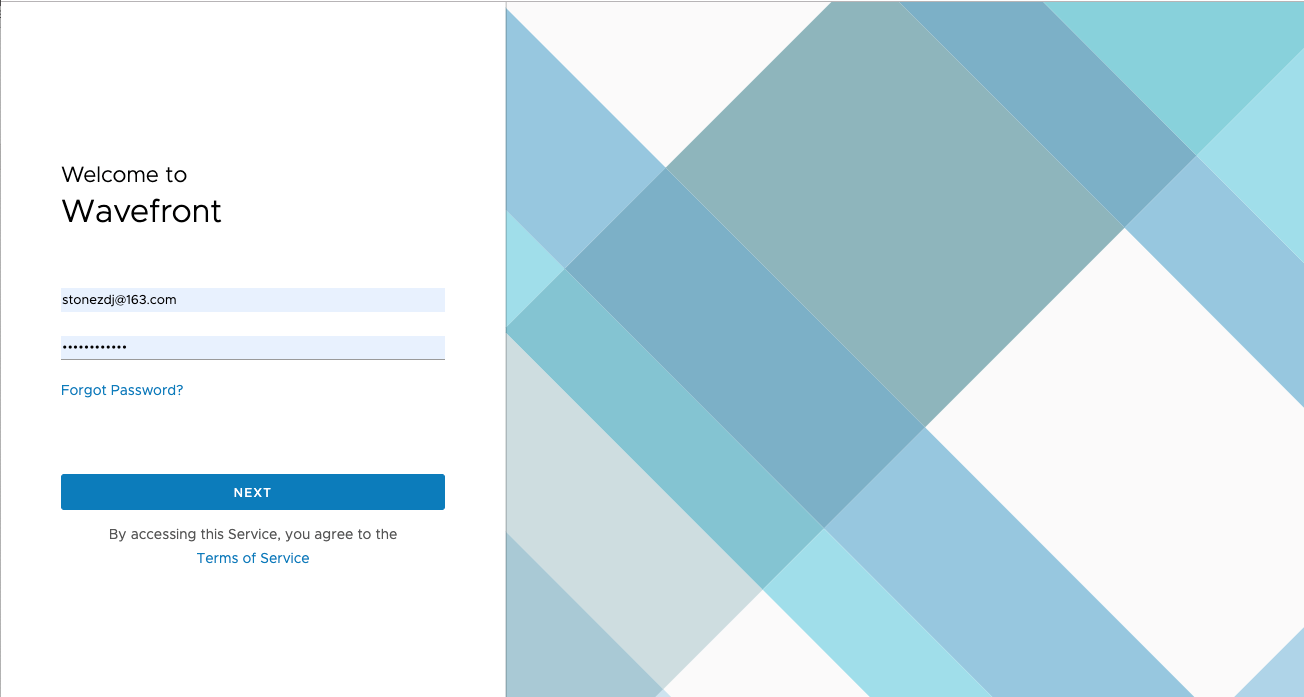 Welcome to
Wavefront
stonezdj@163.com
••••••••••••
Forgot Password?
NEXT
By accessing this Service, you agree to the
Terms of Service